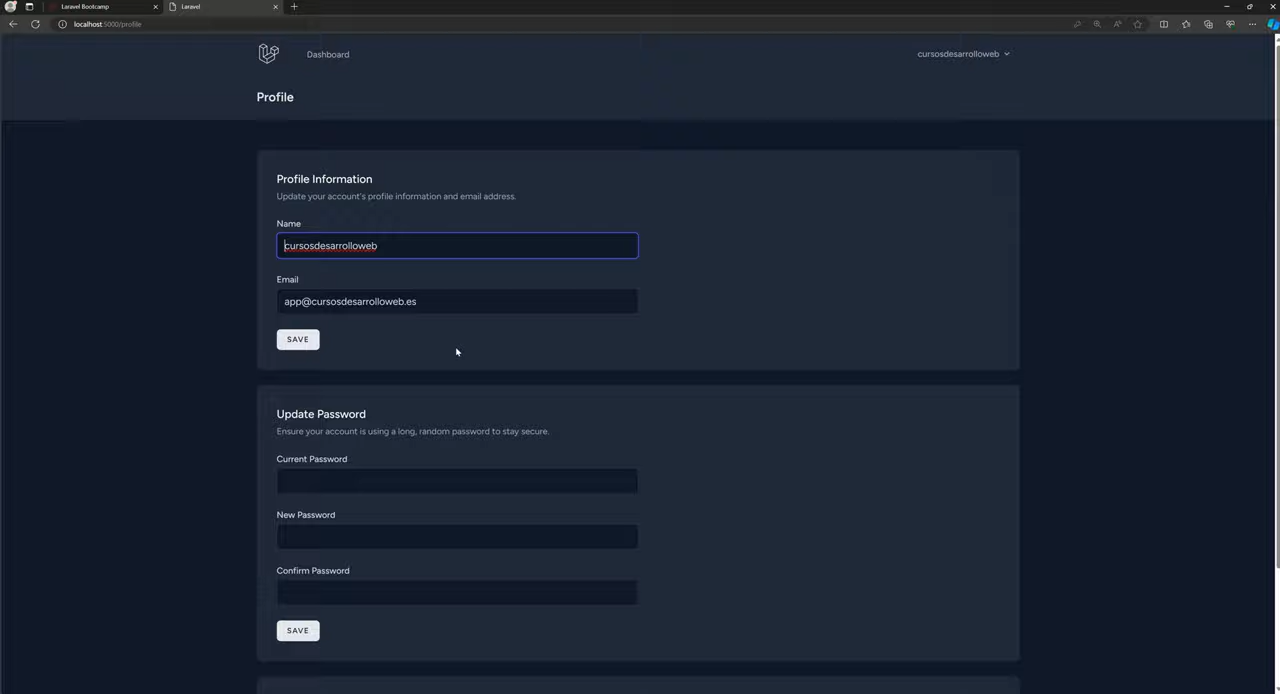 Laravel Bootcamp
Laravel
localhost:5000/profile
Dashboard
cursosdesarrolloweb
Profile
Profile Information
Update your account's profile information and email address.
Name
cursosdesarrolloweb
Email
app@cursosdesarrolloweb.es
SAVE
Update Password
Ensure your account is using a long, random password to stay secure.
Current Password
New Password
Confirm Password
SAVE